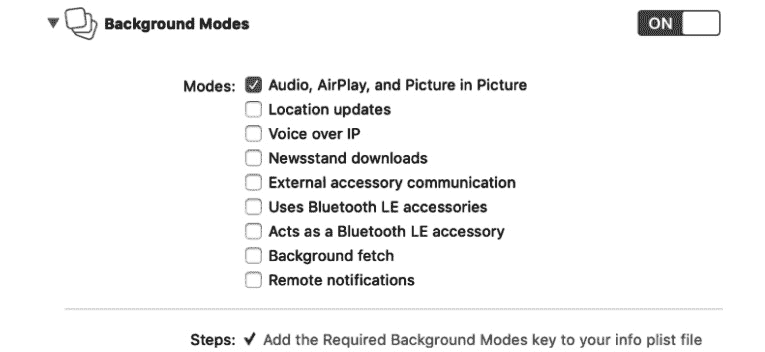 Background Modes ON
Modes: Audio, AirPlay, and Picture in Picture
Location updates
Voice over IP
Newsstand downloads
External accessory communication
Uses Bluetooth LE accessories
Acts as a Bluetooth LE accessory
Background fetch
Remote notifications
Steps: ✓ Add the Required Background Modes key to your info plist file